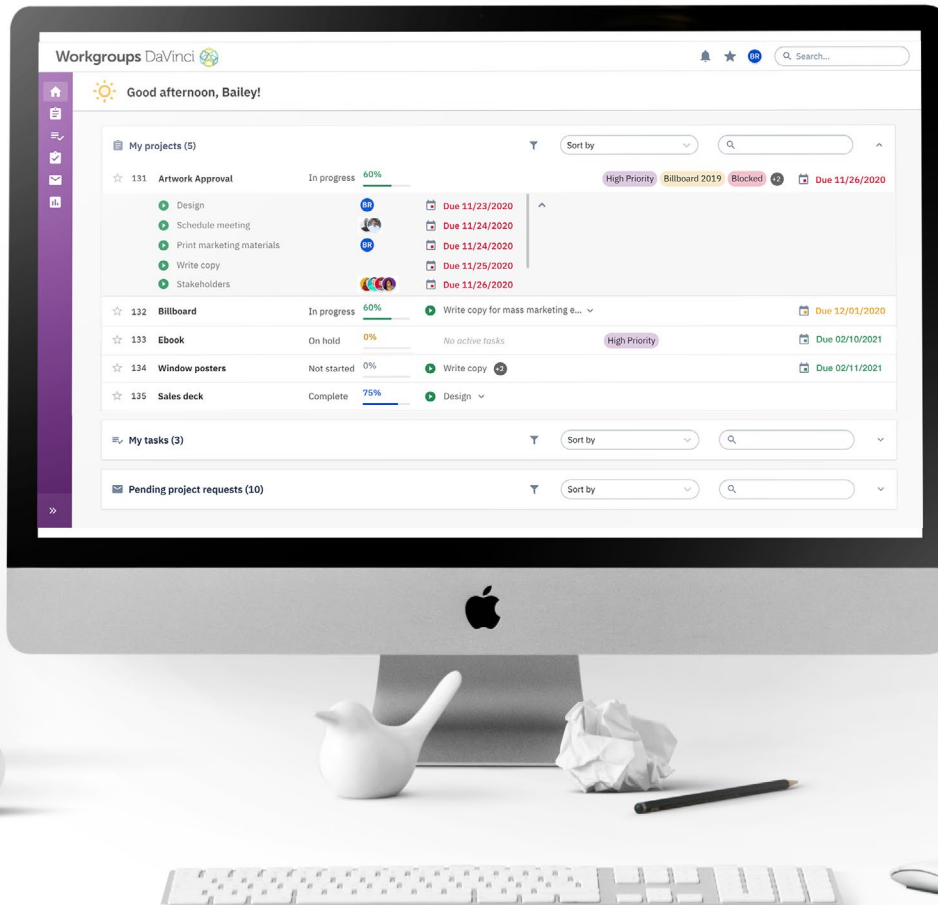 Workgroups DaVinci
BR
Search...
Good afternoon, Bailey!
My projects (5)
Sort by
131 Artwork Approval In progress 60% High Priority Billboard 2019 Blocked +2 Due 11/26/2020
Design BR Due 11/23/2020
Schedule meeting Due 11/24/2020
Print marketing materials BR Due 11/24/2020
Write copy Due 11/25/2020
Stakeholders Due 11/26/2020
132 Billboard In progress 60% Write copy for mass marketing e... Due 12/01/2020
133 Ebook On hold 0% No active tasks High Priority Due 02/10/2021
134 Window posters Not started 0% Write copy +3 Due 02/11/2021
135 Sales deck Complete 75% Design
My tasks (3) Sort by
Pending project requests (10) Sort by